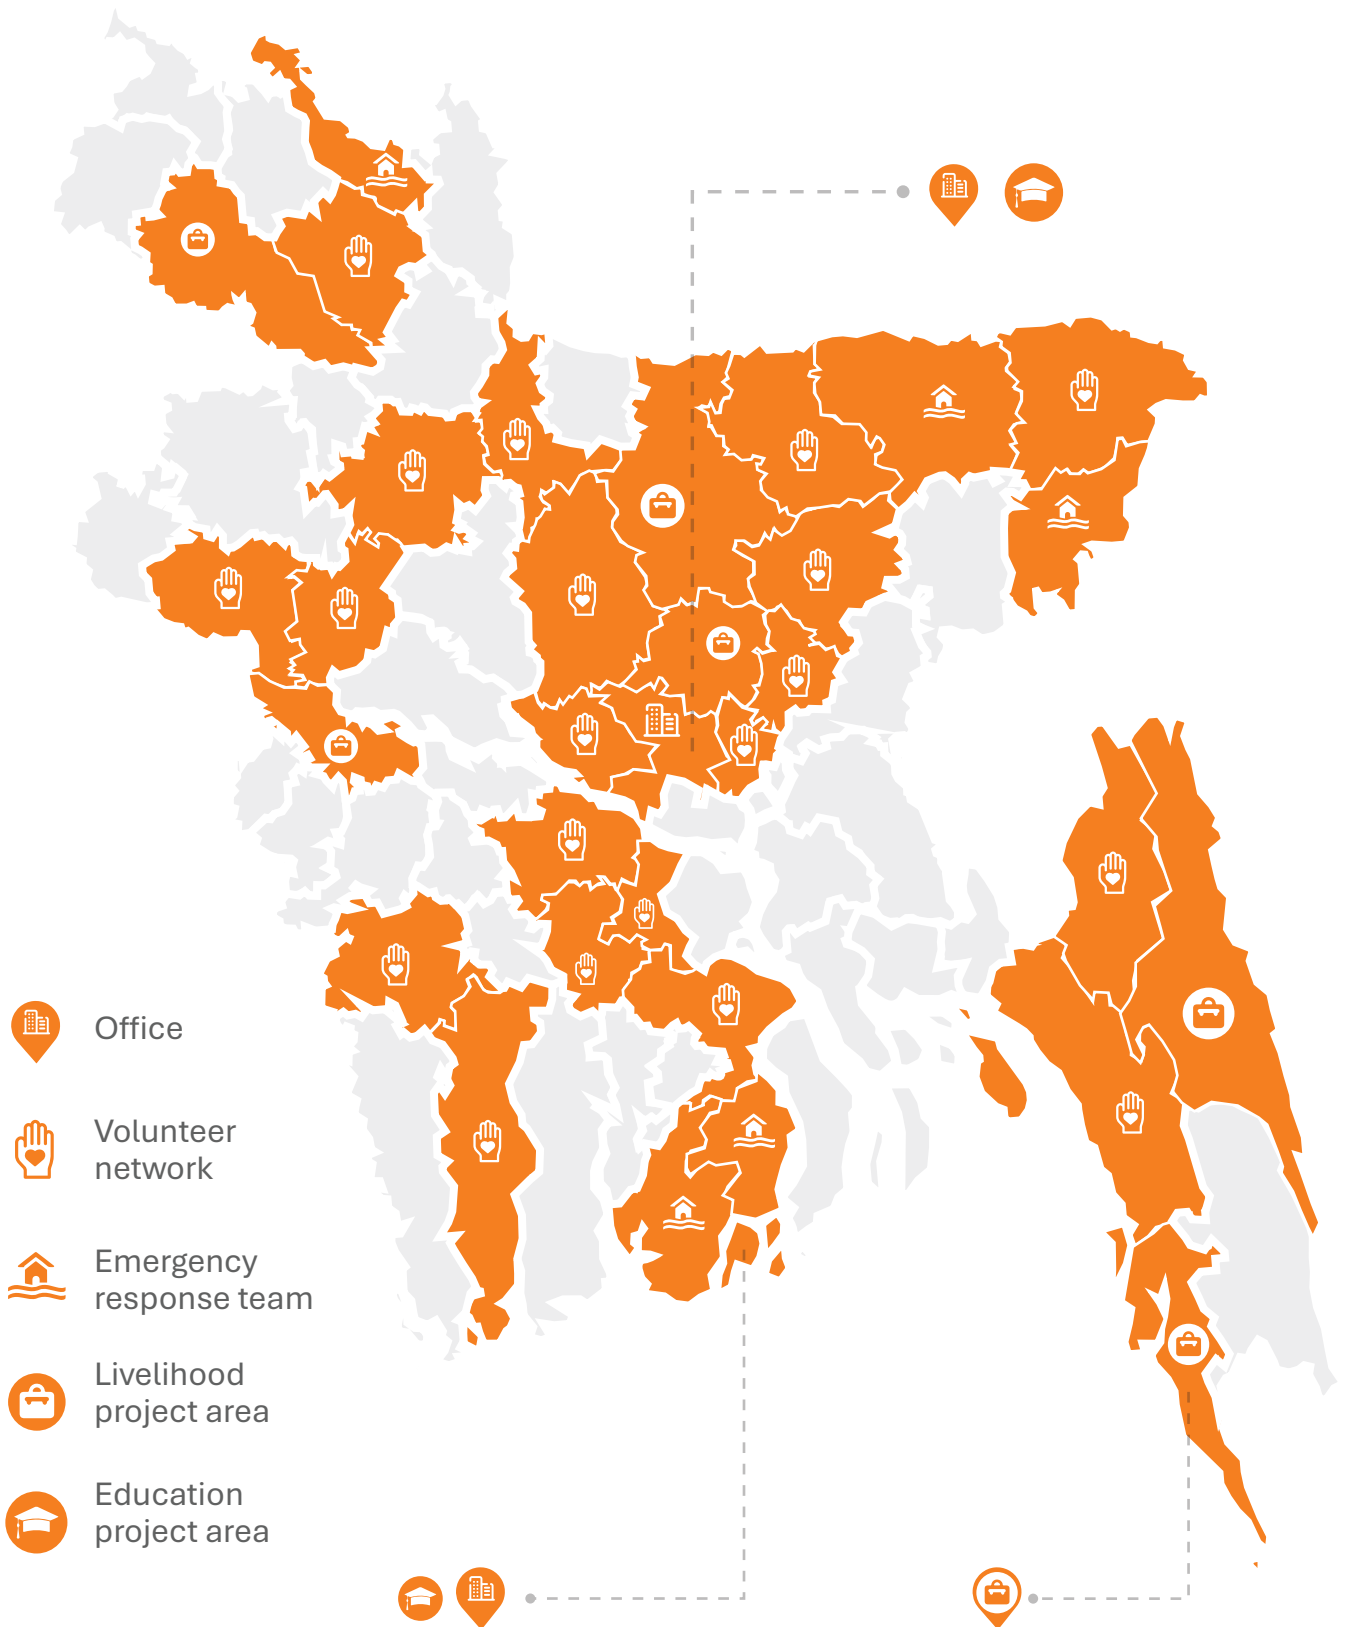 Office
Volunteer
network
Emergency
response team
Livelihood
project area
Education
project area